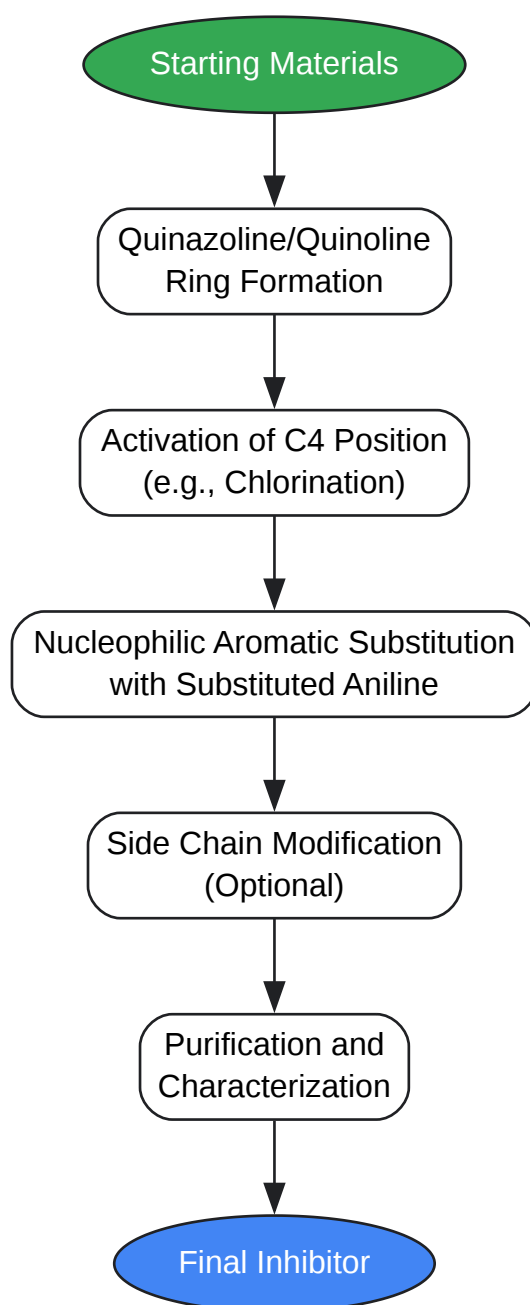 Starting Materials
Quinazoline/Quinoline
Ring Formation
Activation of C4 Position
(e.g., Chlorination)
Nucleophilic Aromatic Substitution
with Substituted Aniline
Side Chain Modification
(Optional)
Purification and
Characterization
Final Inhibitor